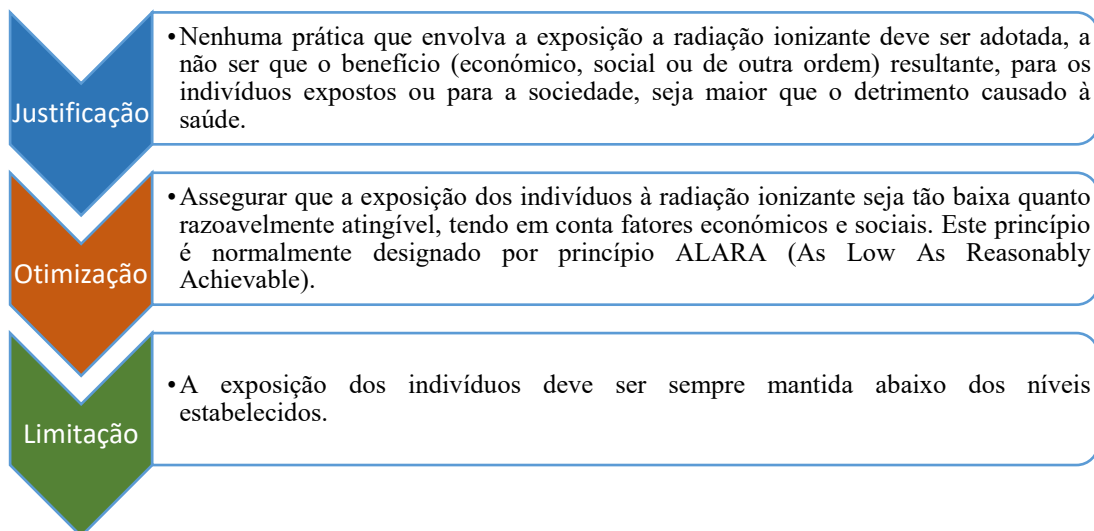 Justificação
•Nenhuma prática que envolva a exposição a radiação ionizante deve ser adotada, a
não ser que o benefício (económico, social ou de outra ordem) resultante, para os
indivíduos expostos ou para a sociedade, seja maior que o detrimento causado à
saúde.
Otimização
•Assegurar que a exposição dos indivíduos à radiação ionizante seja tão baixa quanto
razoavelmente atingível, tendo em conta fatores económicos e sociais. Este princípio
é normalmente designado por princípio ALARA (As Low As Reasonably
Achievable).
Limitação
•A exposição dos indivíduos deve ser sempre mantida abaixo dos níveis
estabelecidos.